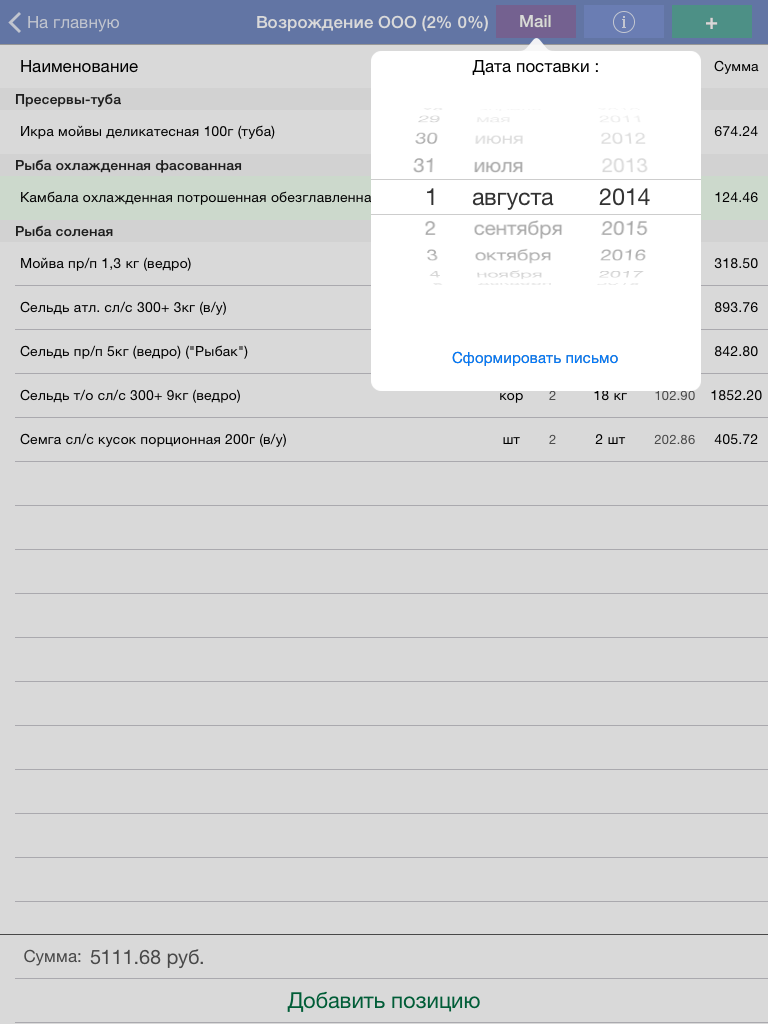 На главную Возрождение ООО (2% 0%) Mail i +
Наименование Сумма
Дата поставки :
Пресервы-туба
Икра мойвы деликатесная 100г (туба) 674.24
Рыба охлажденная фасованная
Камбала охлажденная потрошенная обезглавленна 124.46
Рыба соленая
Мойва пр/п 1,3 кг (ведро) 318.50
Сельдь атл. сл/с 300+ 3кг (в/у) 893.76
Сельдь пр/п 5кг (ведро) ("Рыбак") 842.80
29 мая 2011
30 июня 2012
31 июля 2013
1 августа 2014
2 сентября 2015
3 октября 2016
4 ноября 2017
Сформировать письмо
Сельдь т/о сл/с 300+ 9кг (ведро) кор 2 18 кг 102.90 1852.20
Семга сл/с кусок порционная 200г (в/у) шт 2 2 шт 202.86 405.72
Сумма: 5111.68 руб.
Добавить позицию